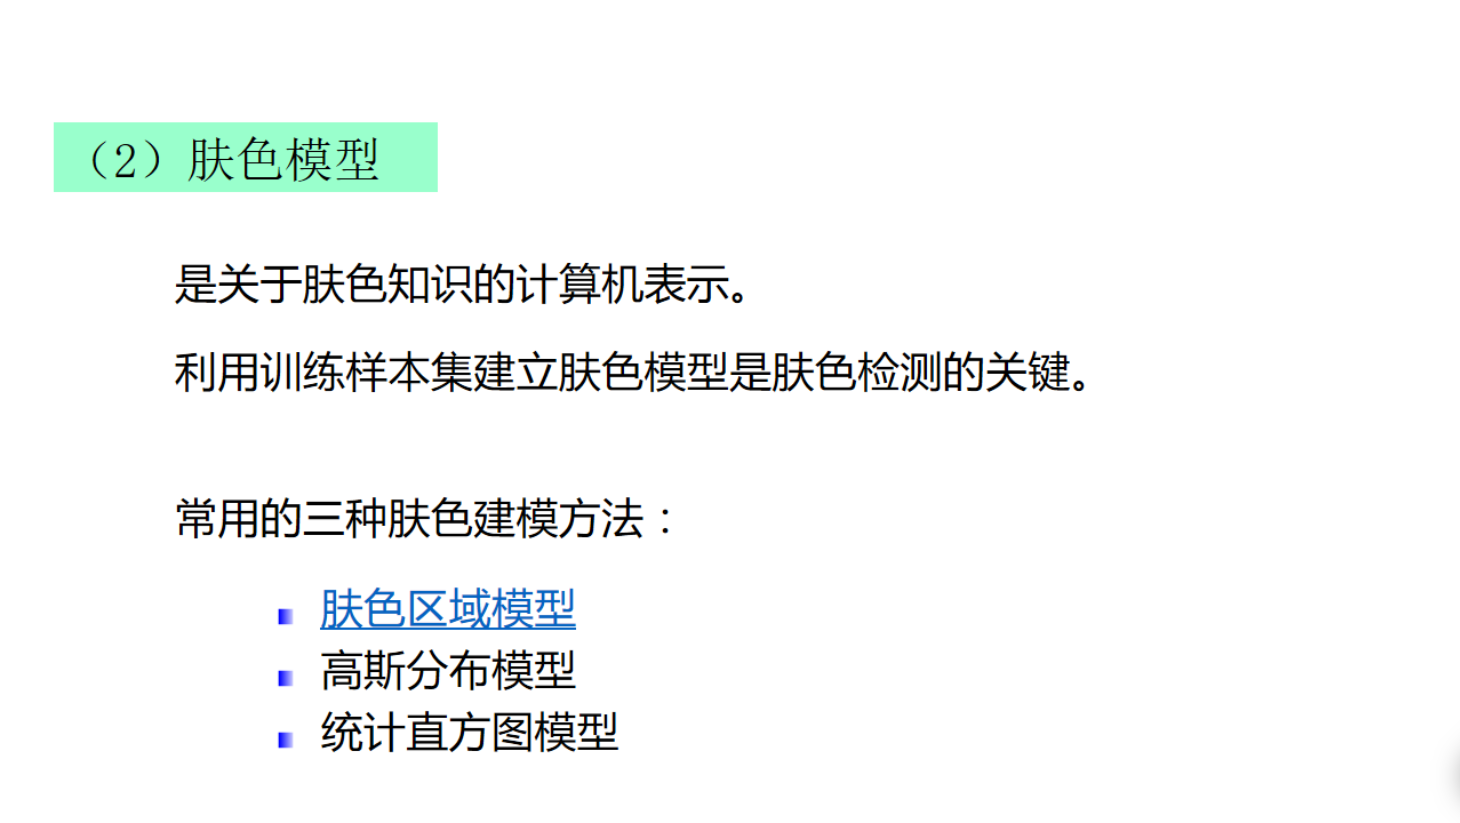 （2）肤色模型
是关于肤色知识的计算机表示。
利用训练样本集建立肤色模型是肤色检测的关键。
常用的三种肤色建模方法：
肤色区域模型
高斯分布模型
统计直方图模型